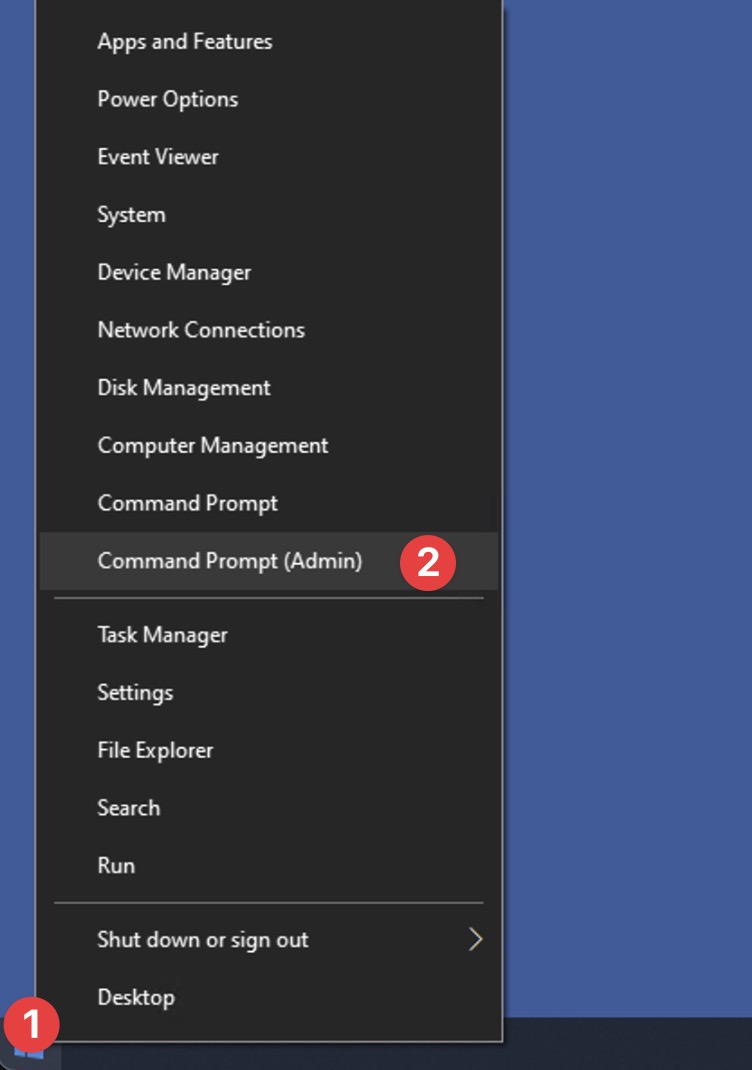 Apps and Features
Power Options
Event Viewer
System
Device Manager
Network Connections
Disk Management
Computer Management
Command Prompt
Command Prompt (Admin) 2
Task Manager
Settings
File Explorer
Search
Run
Shut down or sign out
Desktop
1